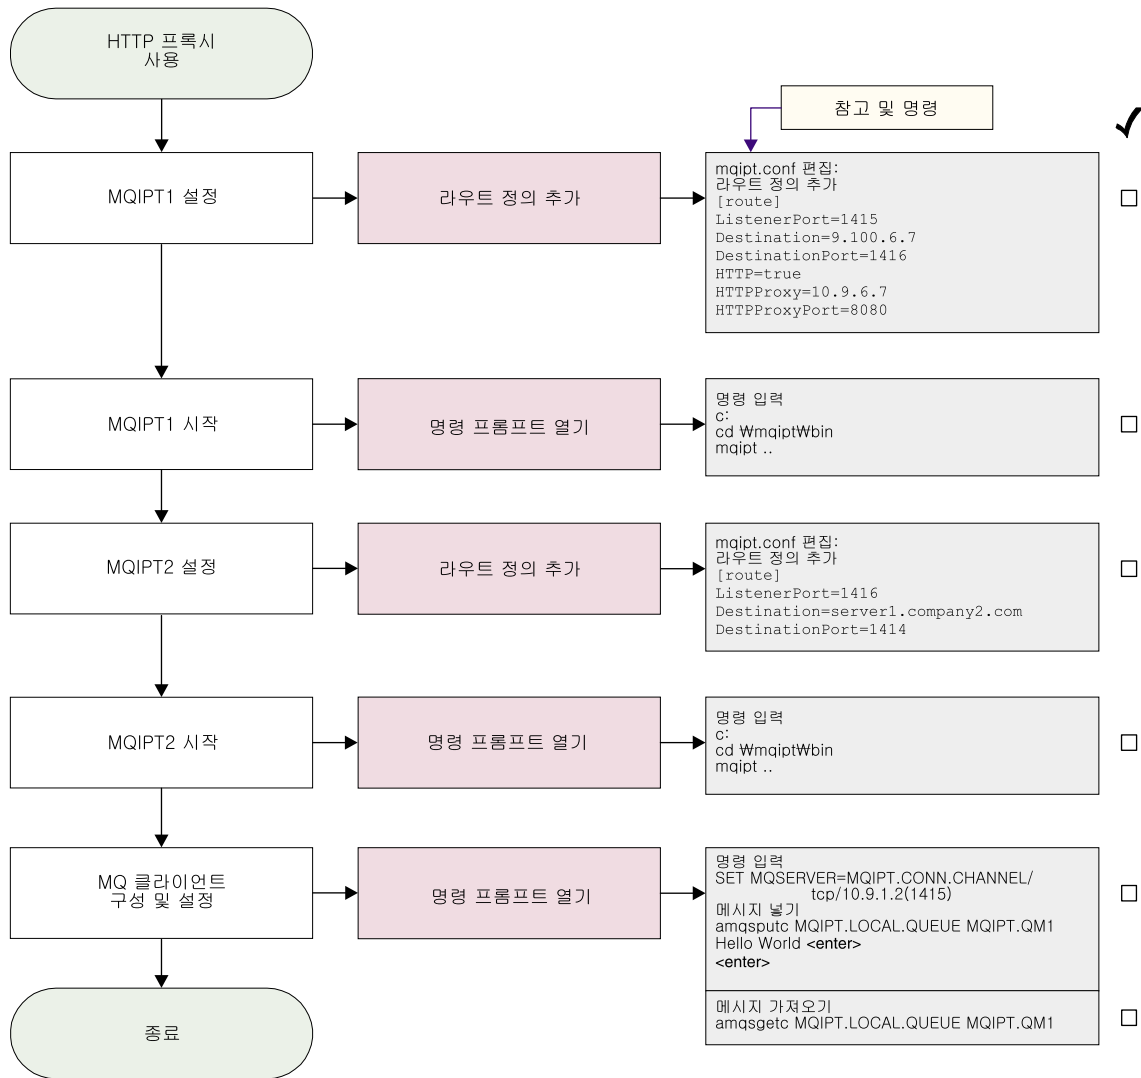 HTTP 프록시
사용
참고 및 명령
MQIPT1 설정
라우트 정의 추가
mqipt.conf 편집:
라우트 정의 추가
[route]
ListenerPort=1415
Destination=9.100.6.7
DestinationPort=1416
HTTP=true
HTTPProxy=10.9.6.7
HTTPProxyPort=8080
MQIPT1 시작
명령 프롬프트 열기
명령 입력
c:
cd ₩mqipt₩bin
mqipt ..
MQIPT2 설정
라우트 정의 추가
mqipt.conf 편집:
라우트 정의 추가
[route]
ListenerPort=1416
Destination=server1.company2.com
DestinationPort=1414
MQIPT2 시작
명령 프롬프트 열기
명령 입력
c:
cd ₩mqipt₩bin
mqipt ..
MQ 클라이언트
구성 및 설정
명령 프롬프트 열기
명령 입력
SET MQSERVER=MQIPT.CONN.CHANNEL/
tcp/10.9.1.2(1415)
메시지 넣기
amqsputc MQIPT.LOCAL.QUEUE MQIPT.QM1
Hello World <enter>
<enter>
메시지 가져오기
amqsgetc MQIPT.LOCAL.QUEUE MQIPT.QM1
종료